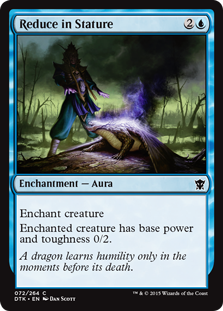 Reduce in Stature 2
Enchantment — Aura
Enchant creature
Enchanted creature has base power
and toughness 0/2.
A dragon learns humility only in the
moments before its death.
072/264 C
DTK • EN DAN SCOTT
™ & © 2015 Wizards of the Coast